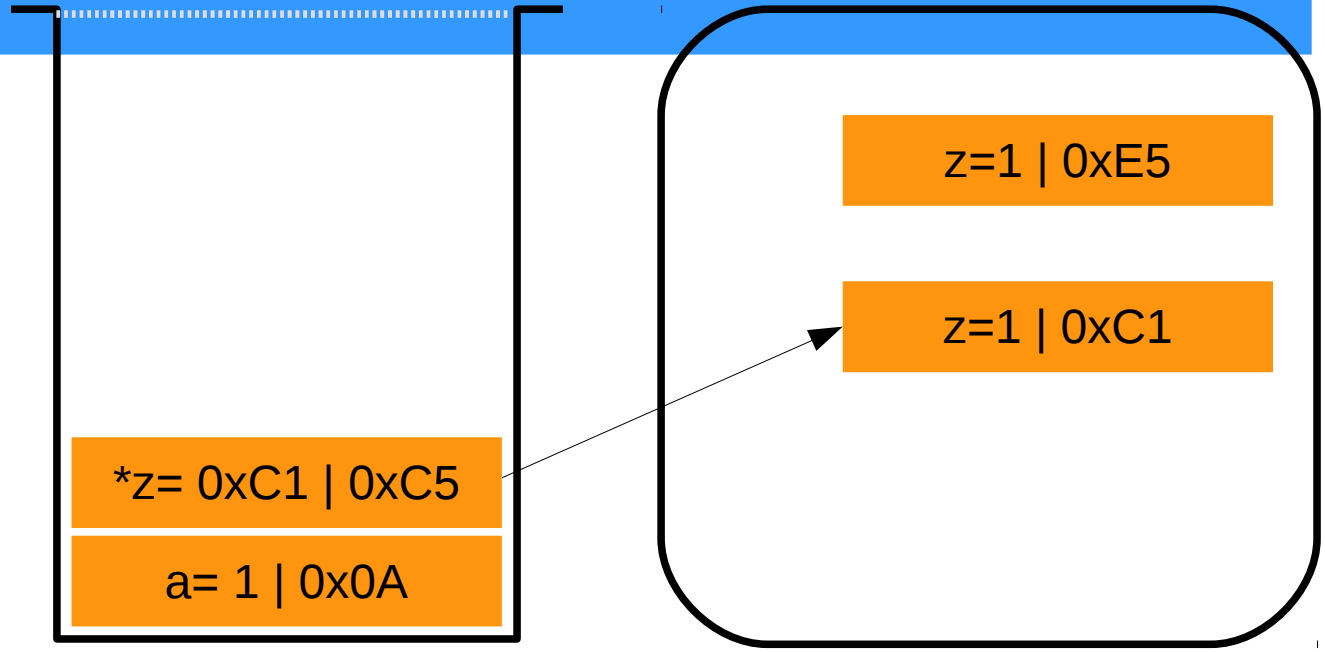 z=1 | 0xE5
z=1 | 0xC1
*z= 0xC1 | 0xC5
a= 1 | 0x0A